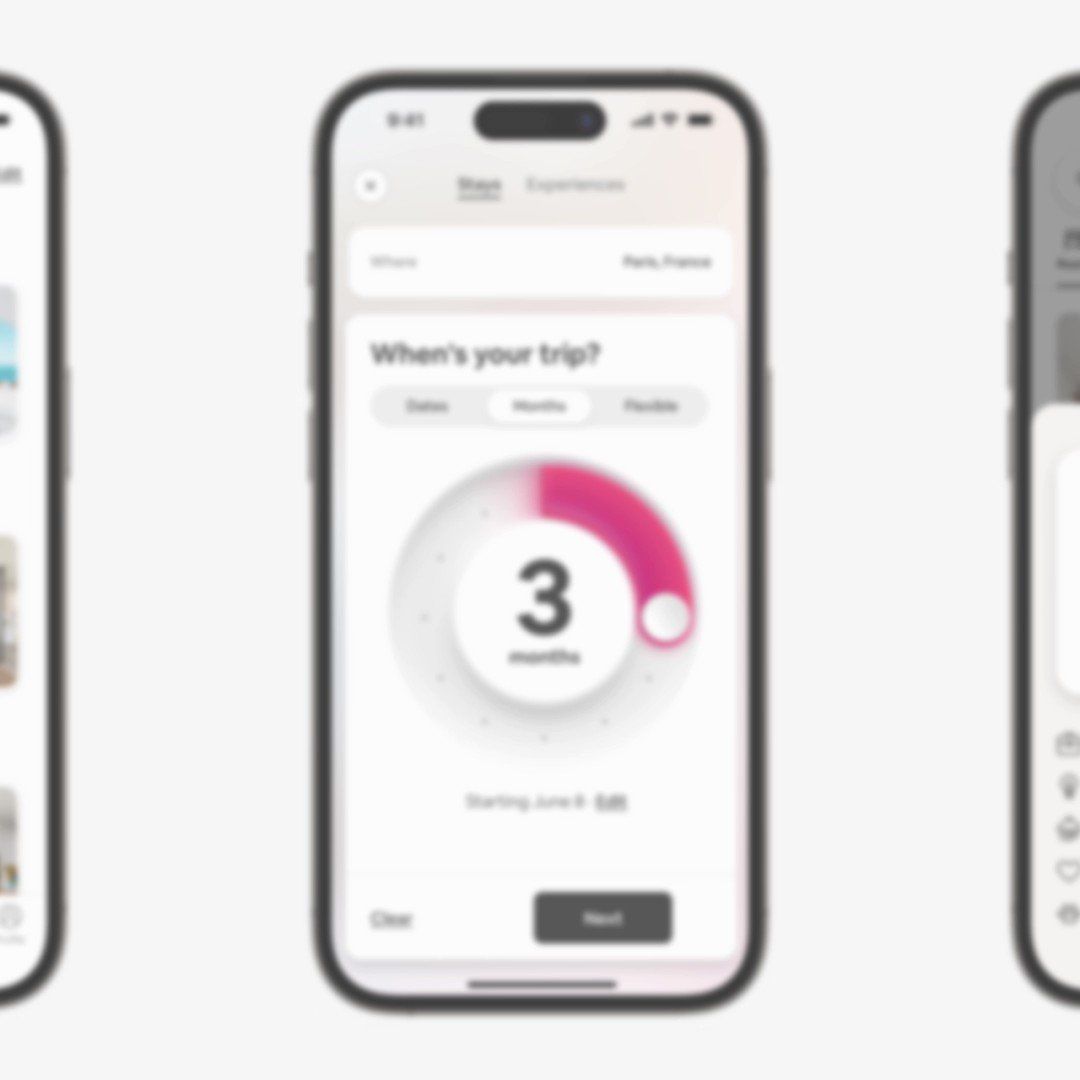 9:41
Edit
Stays Experiences
Where Paris, France
When's your trip?
Dates Months Flexible
3
months
Starting June 8 · Edit
Clear Next